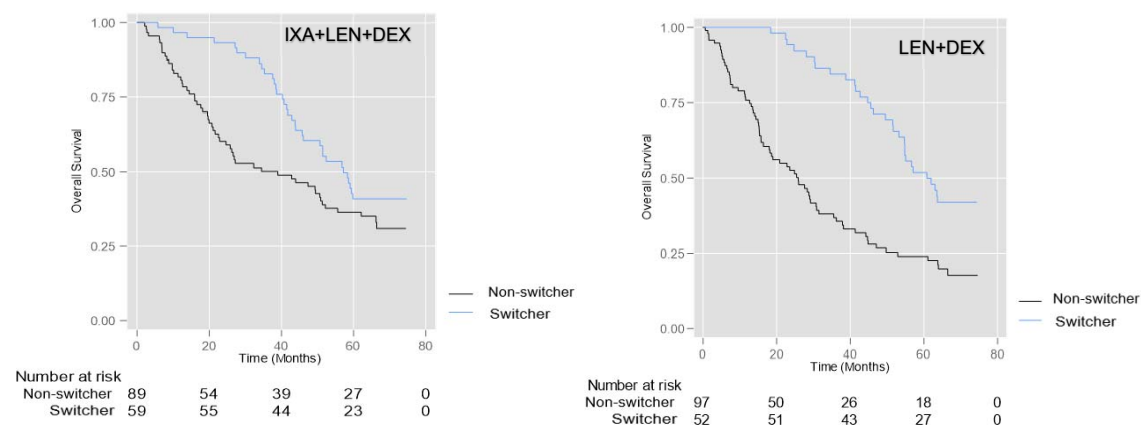 IXA+LEN+DEX
1.00
0.75
0.50
0.25
0.00
Overall Survival
0 20 40 60 80
Time (Months)
Non-switcher
Switcher
Number at risk
Non-switcher 89 54 39 27 0
Switcher 59 55 44 23 0
LEN+DEX
1.00
0.75
0.50
0.25
0.00
Overall Survival
0 20 40 60 80
Time (Months)
Non-switcher
Switcher
Number at risk
Non-switcher 97 50 26 18 0
Switcher 52 51 43 27 0